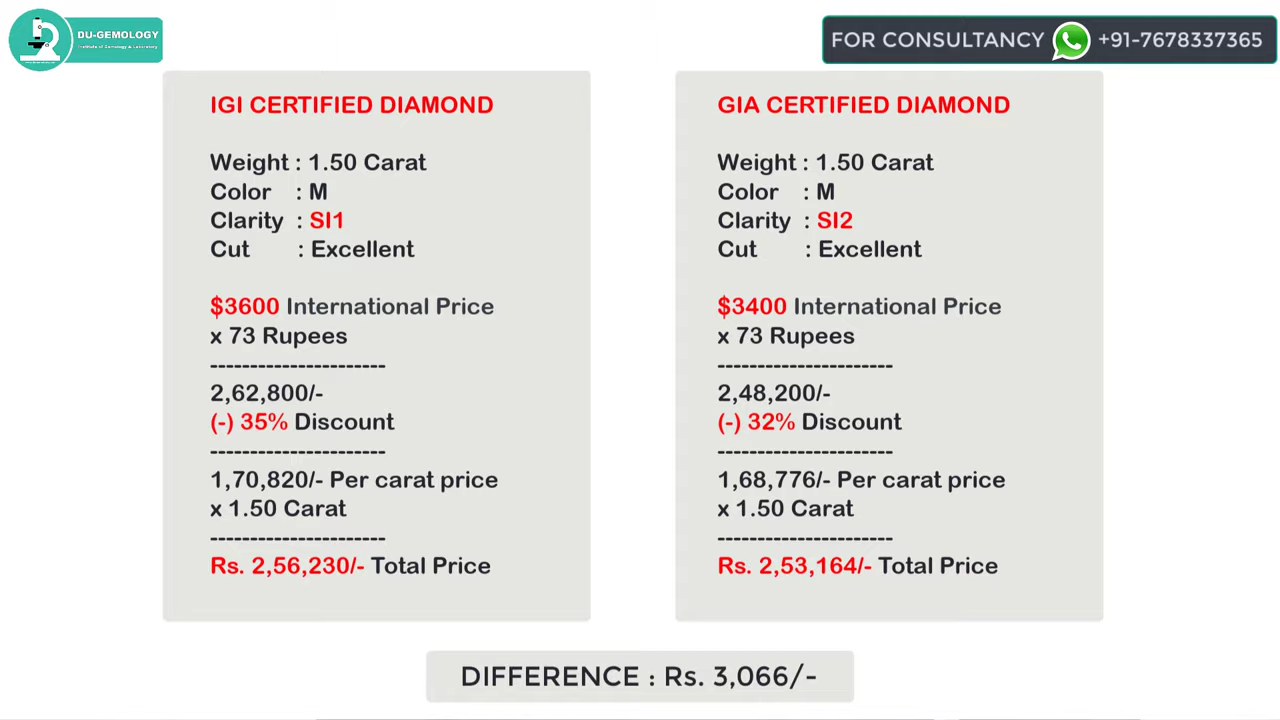 DU-GEMOLOGY
Institute of Gemology & Laboratory
FOR CONSULTANCY +91-7678337365
IGI CERTIFIED DIAMOND
Weight : 1.50 Carat
Color : M
Clarity : SI1
Cut : Excellent
$3600 International Price
x 73 Rupees
----------------------
2,62,800/-
(-) 35% Discount
----------------------
1,70,820/- Per carat price
x 1.50 Carat
----------------------
Rs. 2,56,230/- Total Price
GIA CERTIFIED DIAMOND
Weight : 1.50 Carat
Color : M
Clarity : SI2
Cut : Excellent
$3400 International Price
x 73 Rupees
----------------------
2,48,200/-
(-) 32% Discount
----------------------
1,68,776/- Per carat price
x 1.50 Carat
----------------------
Rs. 2,53,164/- Total Price
DIFFERENCE : Rs. 3,066/-